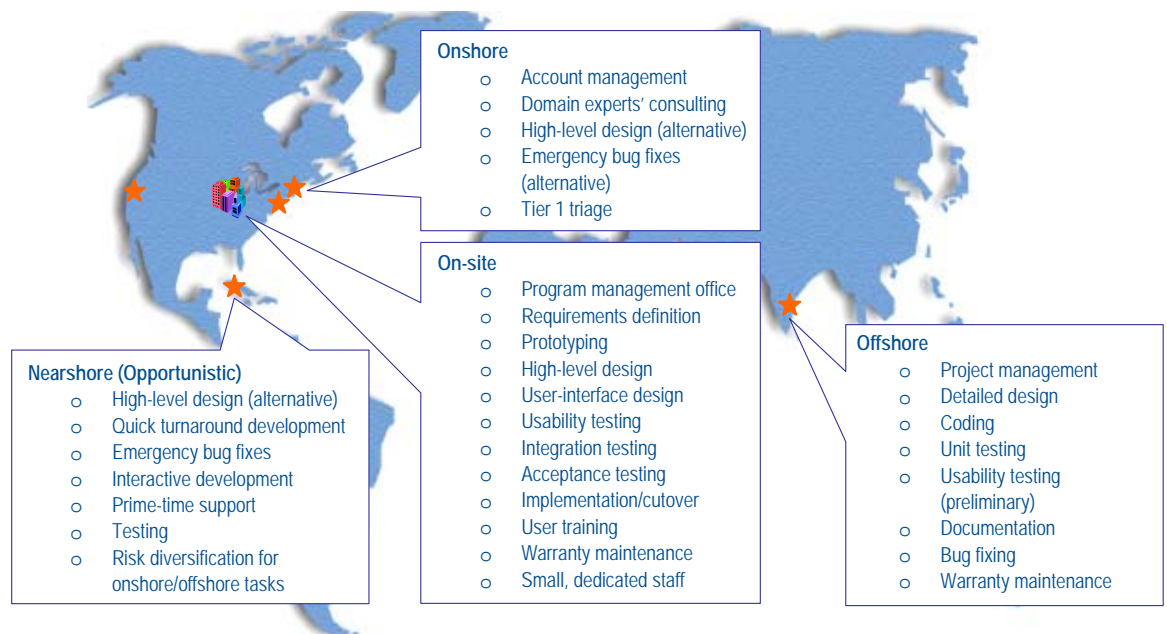 Onshore
o Account management
o Domain experts' consulting
o High-level design (alternative)
o Emergency bug fixes
(alternative)
o Tier 1 triage
On-site
o Program management office
o Requirements definition
o Prototyping
o High-level design
o User-interface design
o Usability testing
o Integration testing
o Acceptance testing
o Implementation/cutover
o User training
o Warranty maintenance
o Small, dedicated staff
Nearshore (Opportunistic)
o High-level design (alternative)
o Quick turnaround development
o Emergency bug fixes
o Interactive development
o Prime-time support
o Testing
o Risk diversification for
onshore/offshore tasks
Offshore
o Project management
o Detailed design
o Coding
o Unit testing
o Usability testing
(preliminary)
o Documentation
o Bug fixing
o Warranty maintenance